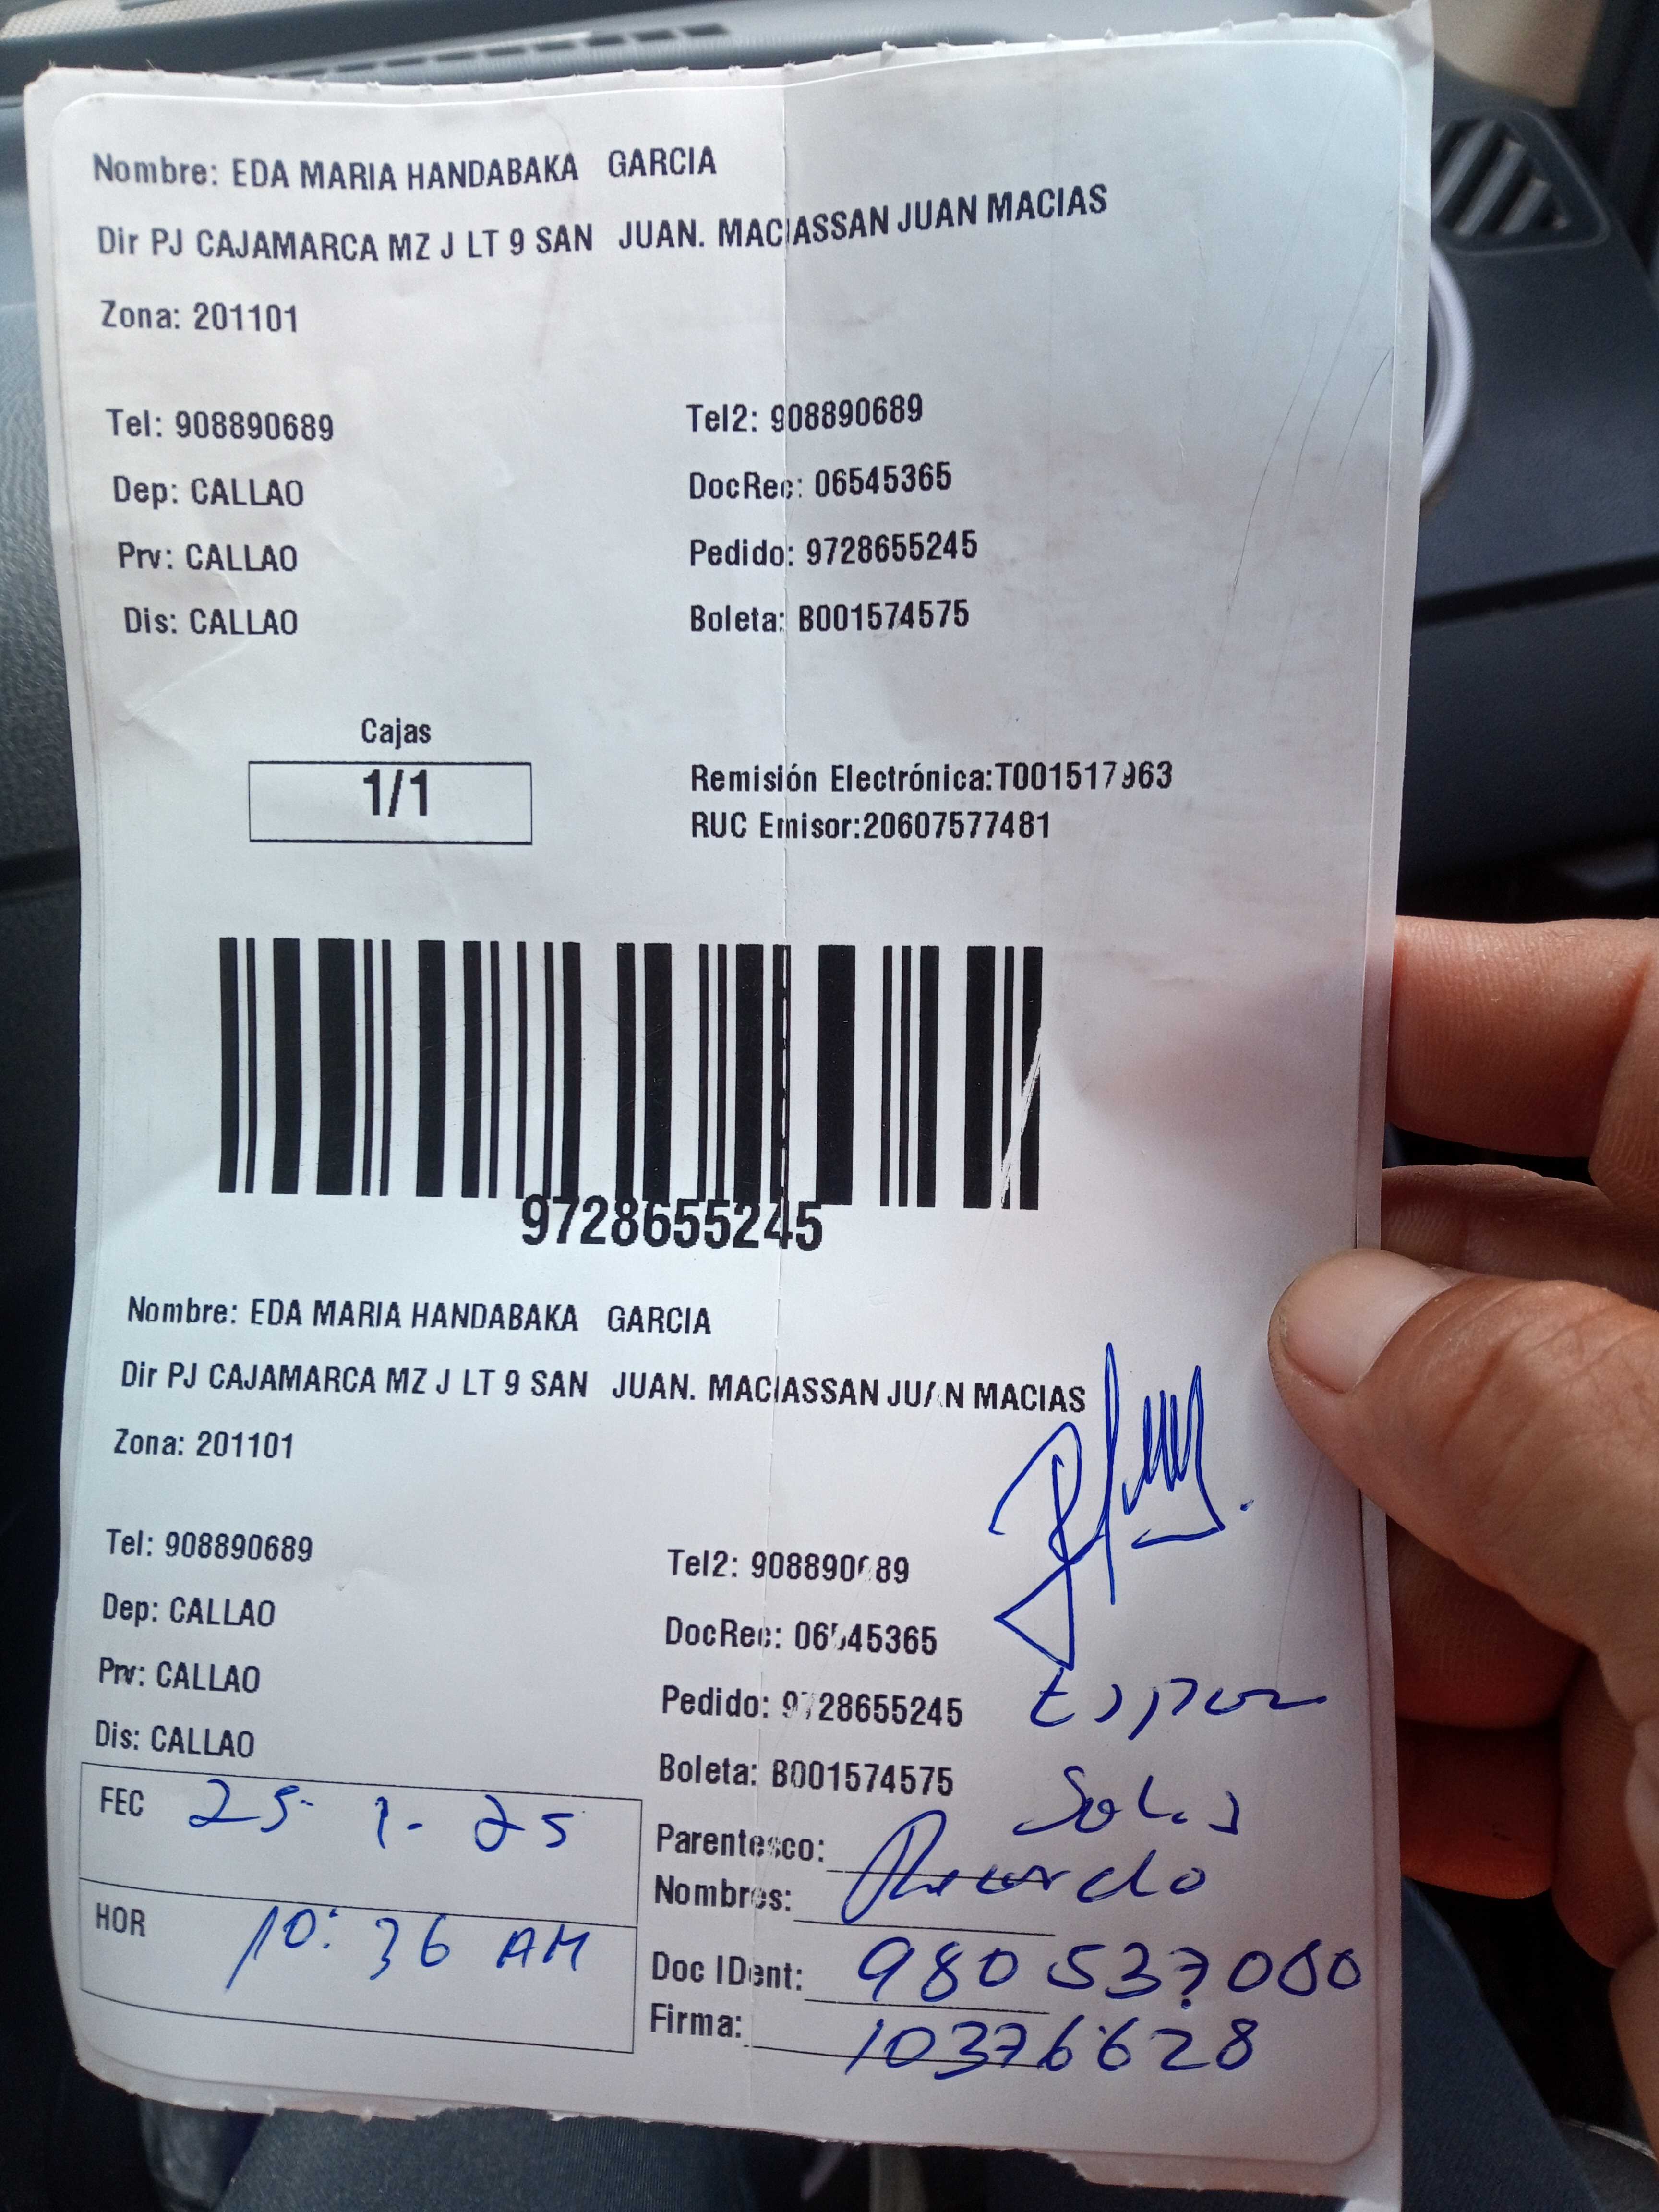 Nombre: EDA MARIA HANDABAKA GARCIA
Dir PJ CAJAMARCA MZ J LT 9 SAN JUAN. MACIASSAN JUAN MACIAS
Zona: 201101
Tel: 908890689 Tel2: 908890689
Dep: CALLAO DocRec: 06545365
Prv: CALLAO Pedido: 9728655245
Dis: CALLAO Boleta: B001574575
Cajas
1/1
Remisión Electrónica:T001517963
RUC Emisor:20607577481
9728655245
Nombre: EDA MARIA HANDABAKA GARCIA
Dir PJ CAJAMARCA MZ J LT 9 SAN JUAN. MACIASSAN JUAN MACIAS
Zona: 201101
Tel: 908890689 Tel2: 908890689
Dep: CALLAO DocRec: 06545365
Prv: CALLAO Pedido: 9728655245
Dis: CALLAO Boleta: B001574575
FEC 25-1-25
Parentesco:
Nombres:
HOR 10:36 AM
Doc IDent: 980537080
Firma: 10376628